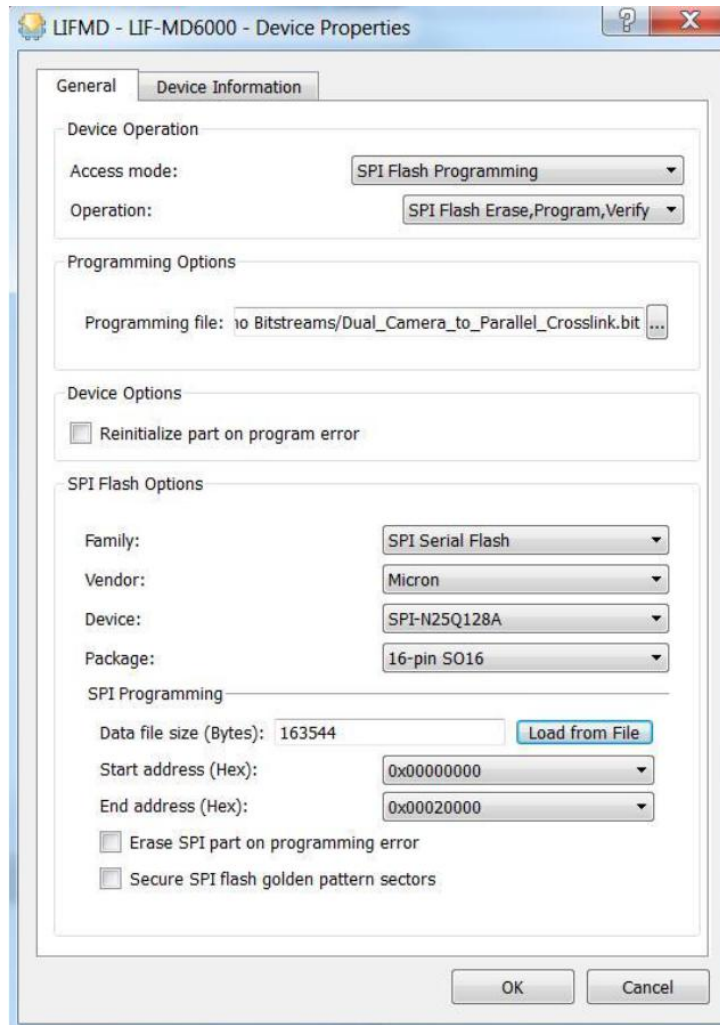 LIFMD - LIF-MD6000 - Device Properties
General Device Information
Device Operation
Access mode: SPI Flash Programming
Operation: SPI Flash Erase,Program,Verify
Programming Options
Programming file: no Bitstreams/Dual_Camera_to_Parallel_Crosslink.bit ...
Device Options
Reinitialize part on program error
SPI Flash Options
Family: SPI Serial Flash
Vendor: Micron
Device: SPI-N25Q128A
Package: 16-pin SO16
SPI Programming
Data file size (Bytes): 163544 Load from File
Start address (Hex): 0x00000000
End address (Hex): 0x00020000
Erase SPI part on programming error
Secure SPI flash golden pattern sectors
OK Cancel